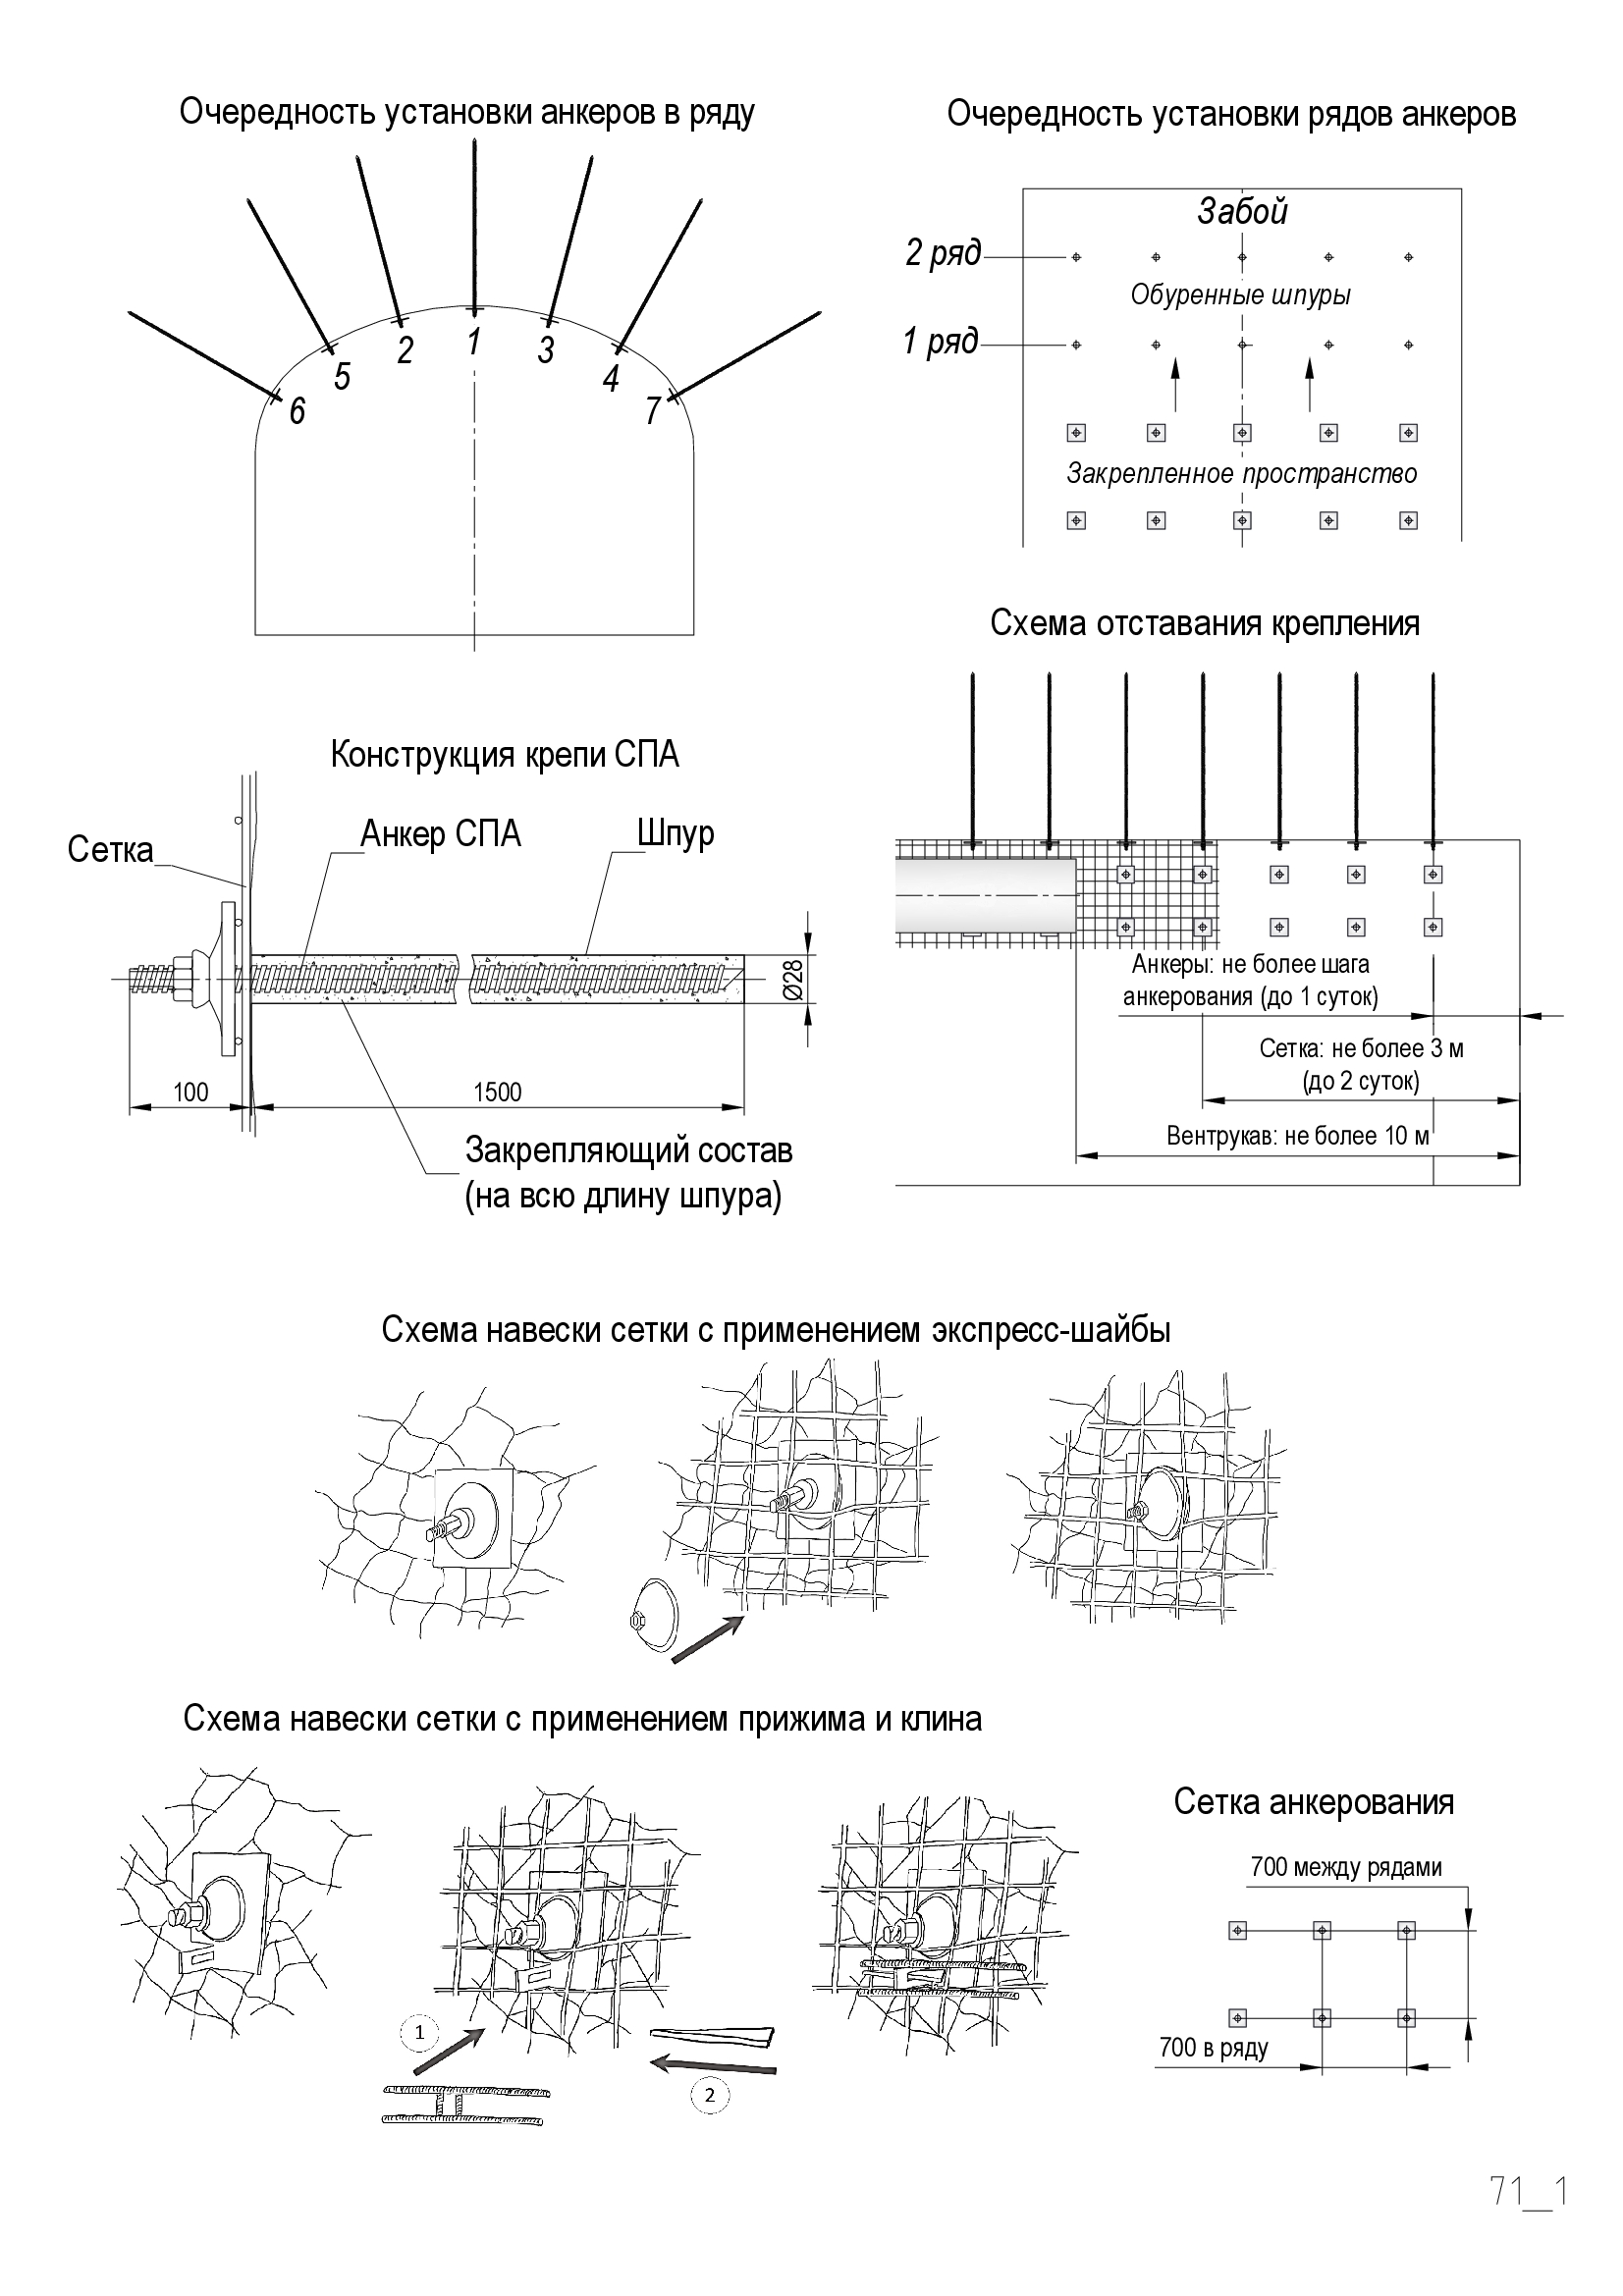 Очередность установки анкеров в ряду
1
2
3
5
4
6
7
Очередность установки рядов анкеров
Забой
2 ряд
Обуренные шпуры
1 ряд
Закрепленное пространство
Схема отставания крепления
Анкеры: не более шага
анкерования (до 1 суток)
Сетка: не более 3 м
(до 2 суток)
Вентрукав: не более 10 м
Конструкция крепи СПА
Сетка
Анкер СПА
Шпур
Ø28
100
1500
Закрепляющий состав
(на всю длину шпура)
Схема навески сетки с применением экспресс-шайбы
Схема навески сетки с применением прижима и клина
1
2
Сетка анкерования
700 между рядами
700 в ряду
71_1